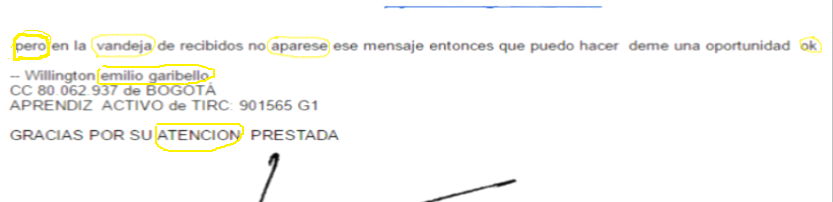 pero en la vandeja de recibidos no aparese ese mensaje entonces que puedo hacer deme una oportunidad ok
-- Willington emilio garibello
CC 80.062.937 de BOGOTÁ
APRENDIZ ACTIVO de TIRC: 901565 G1
GRACIAS POR SU ATENCION PRESTADA